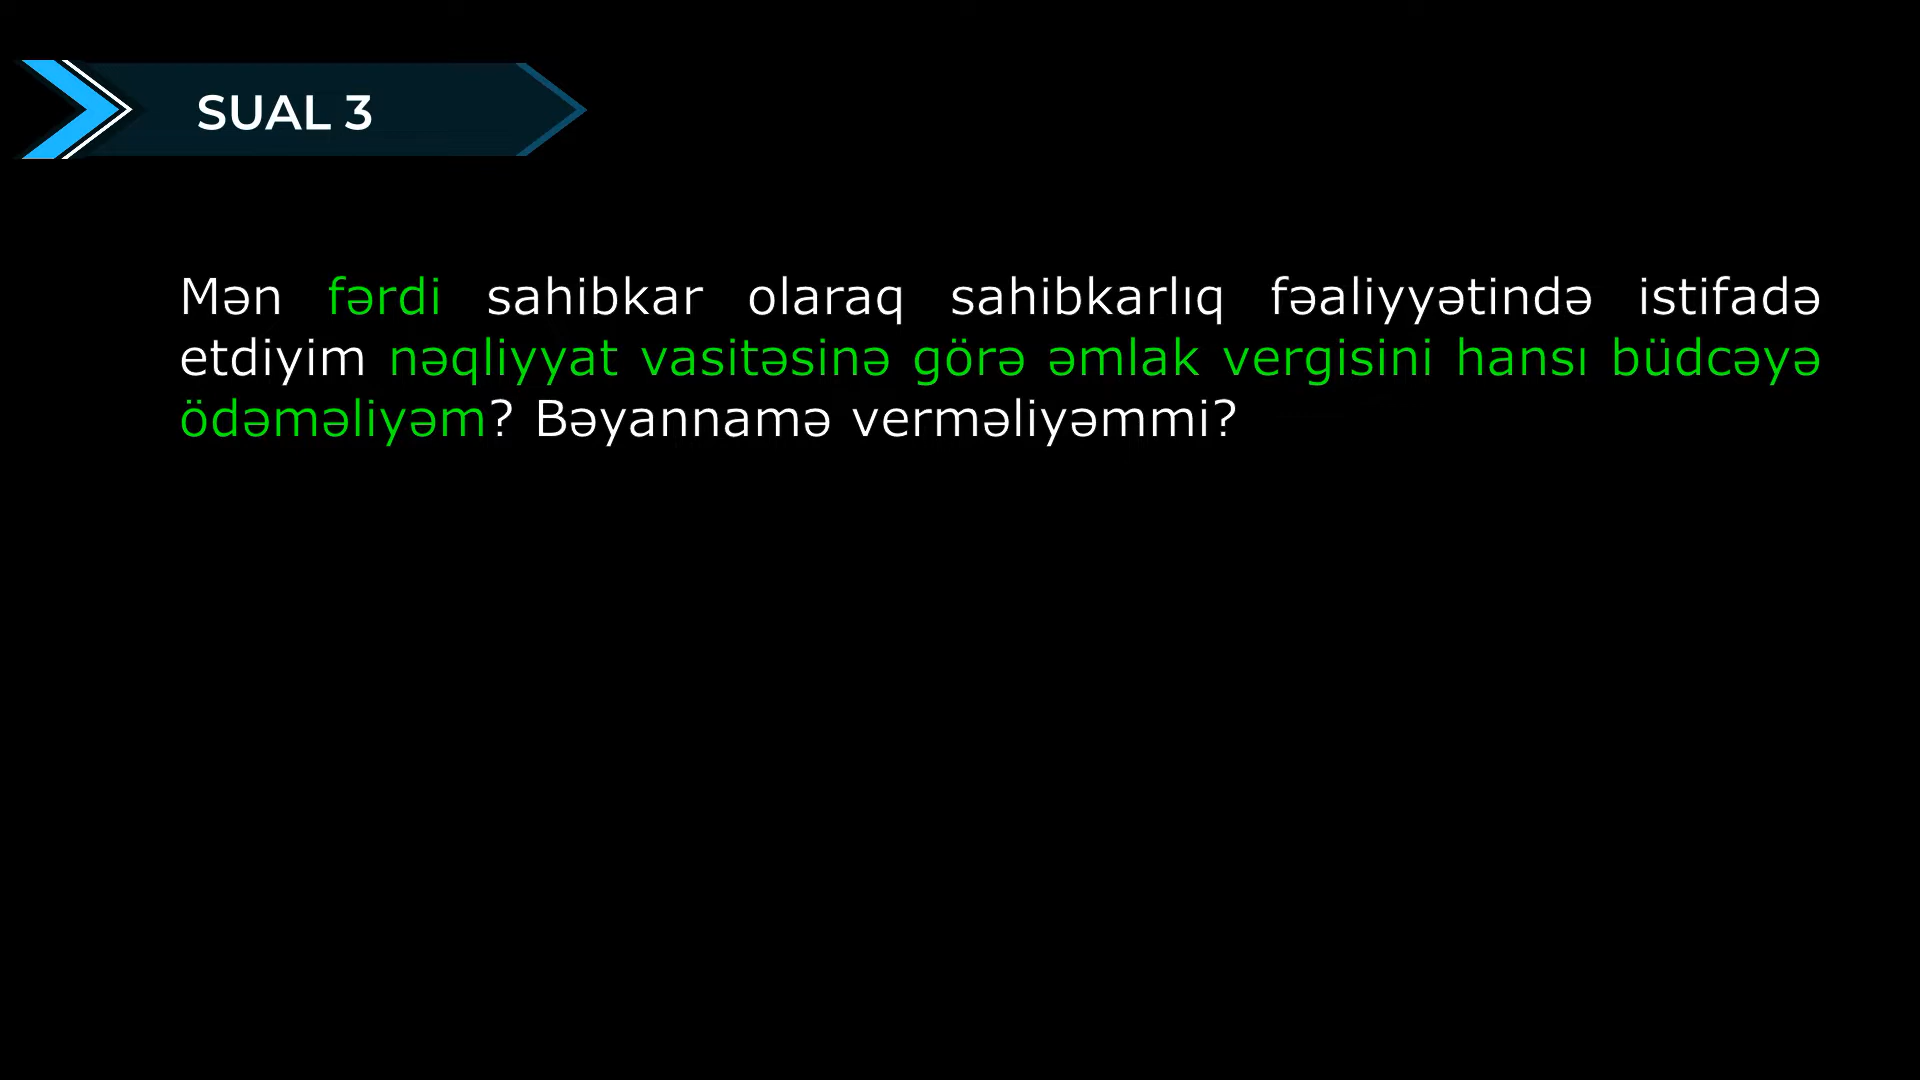 SUAL 3
Mən fərdi sahibkar olaraq sahibkarlıq fəaliyyətində istifadə
etdiyim nəqliyyat vasitəsinə görə əmlak vergisini hansı büdcəyə
ödəməliyəm? Bəyannamə verməliyəmmi?